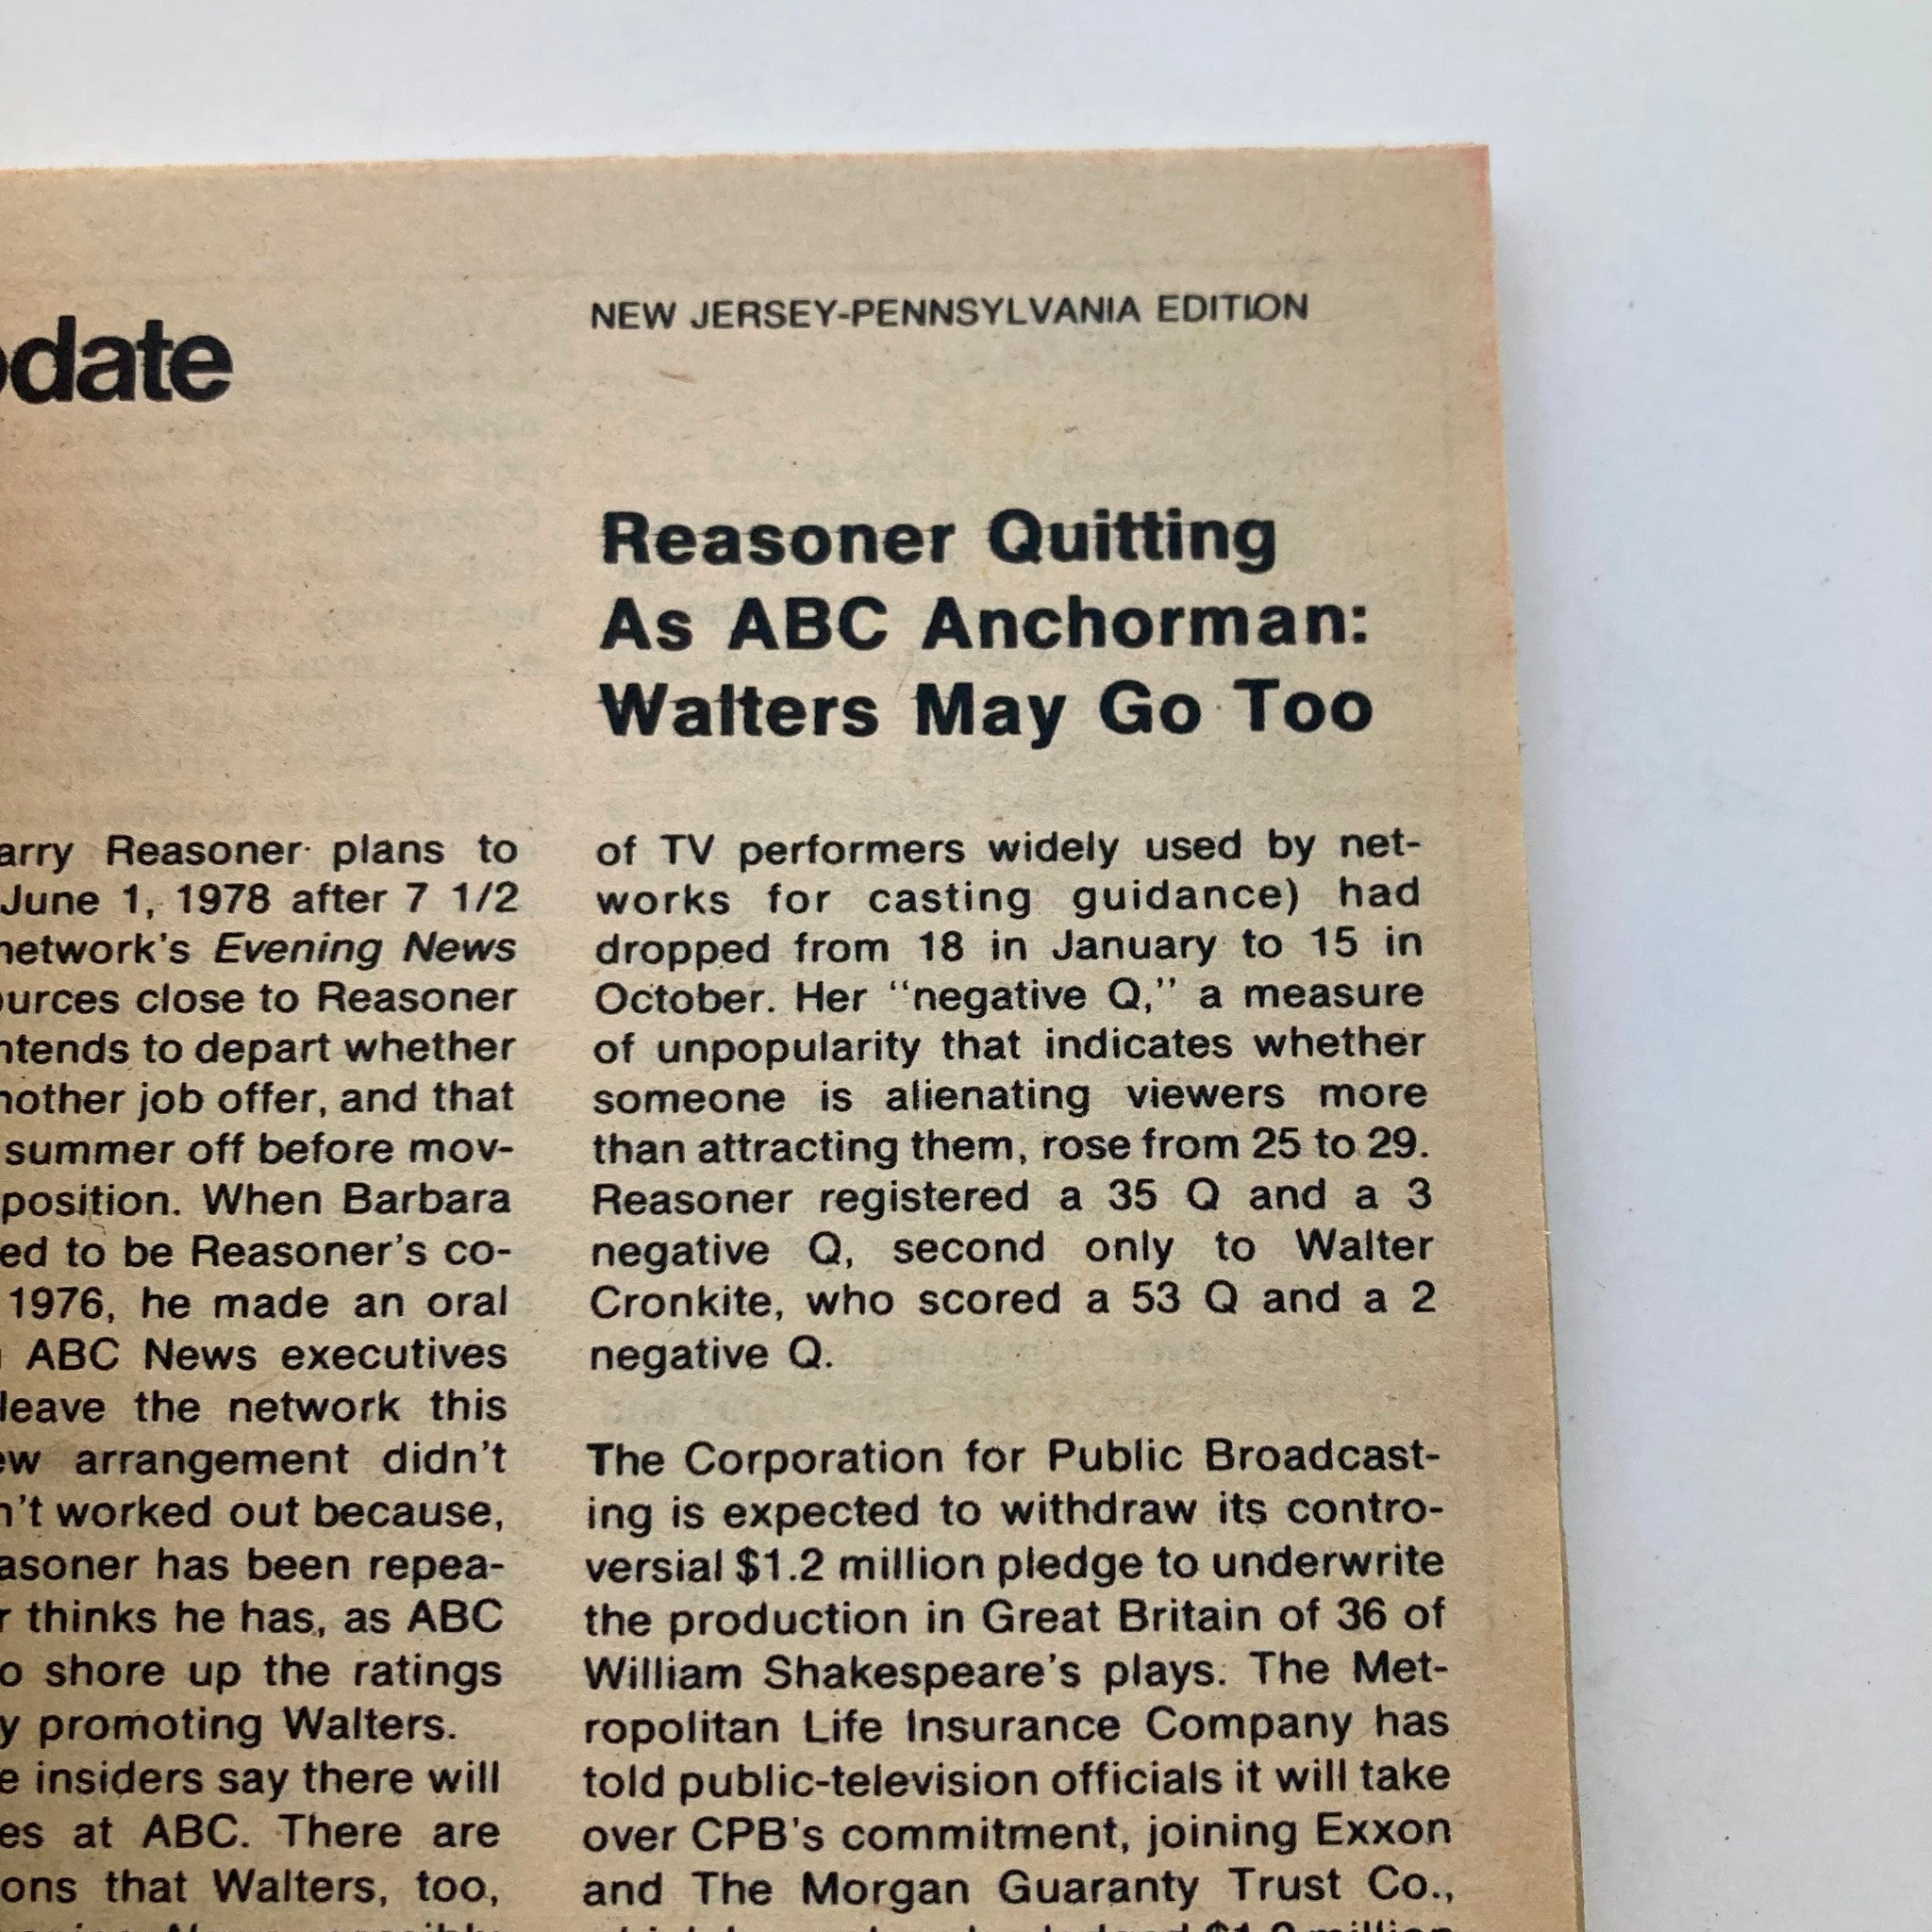 NEW JERSEY-PENNSYLVANIA EDITION
Reasoner Quitting
As ABC Anchorman:
Walters May Go Too
Reasoner plans to
June 1, 1978 after 7 1/2
network's Evening News
close to Reasoner
to depart whether
job offer, and that
summer off before mov-
position. When Barbara
to be Reasoner's co-
1976, he made an oral
ABC News executives
leave the network this
arrangement didn't
worked out because,
has been repea-
thinks he has, as ABC
shore up the ratings
promoting Walters.
insiders say there will
at ABC. There are
that Walters, too,
of TV performers widely used by net-
works for casting guidance) had
dropped from 18 in January to 15 in
October. Her ‘‘negative Q,’’ a measure
of unpopularity that indicates whether
someone is alienating viewers more
than attracting them, rose from 25 to 29.
Reasoner registered a 35 Q and a 3
negative Q, second only to Walter
Cronkite, who scored a 53 Q and a 2
negative Q.
The Corporation for Public Broadcast-
ing is expected to withdraw its contro-
versial $1.2 million pledge to underwrite
the production in Great Britain of 36 of
William Shakespeare's plays. The Met-
ropolitan Life Insurance Company has
told public-television officials it will take
over CPB's commitment, joining Exxon
and The Morgan Guaranty Trust Co.,